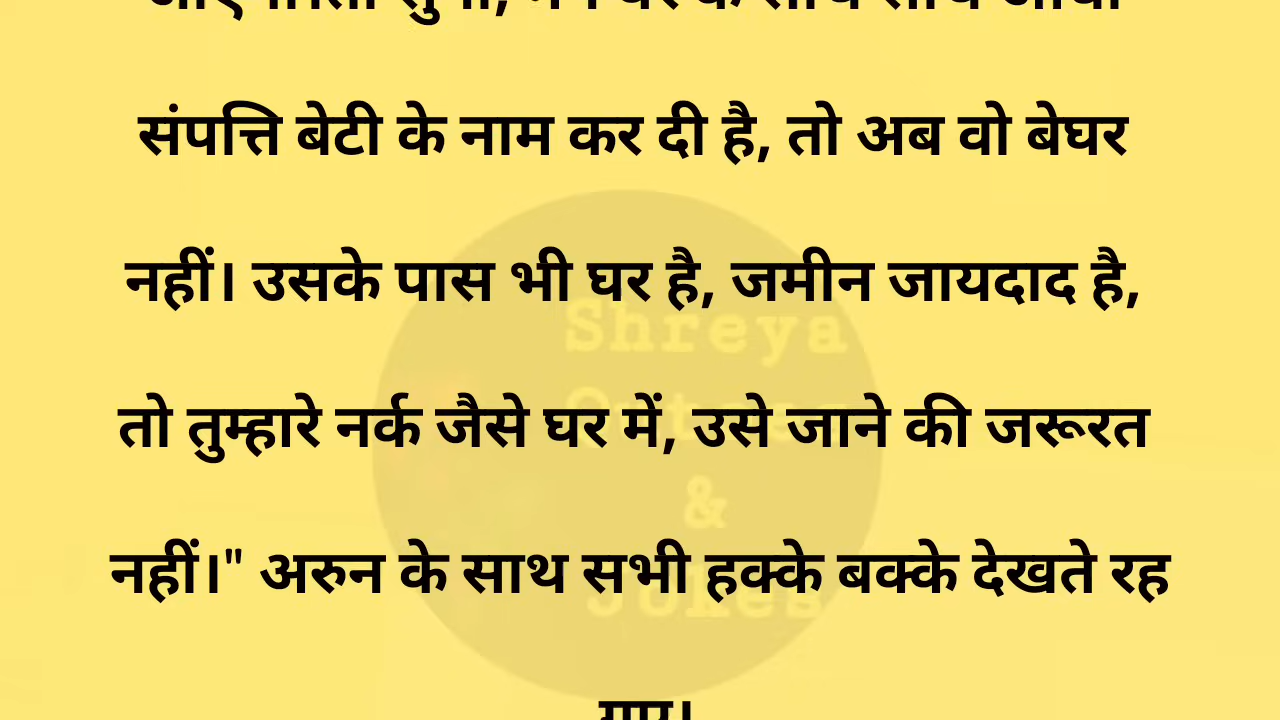 संपत्ति बेटी के नाम कर दी है, तो अब वो बेघर
नहीं। उसके पास भी घर है, जमीन जायदाद है,
Shreya
तो तुम्हारे नर्क जैसे घर में, उसे जाने की जरूरत
&
नहीं।" अरुन के साथ सभी हक्के बक्के देखते रह
Jokes
गए।